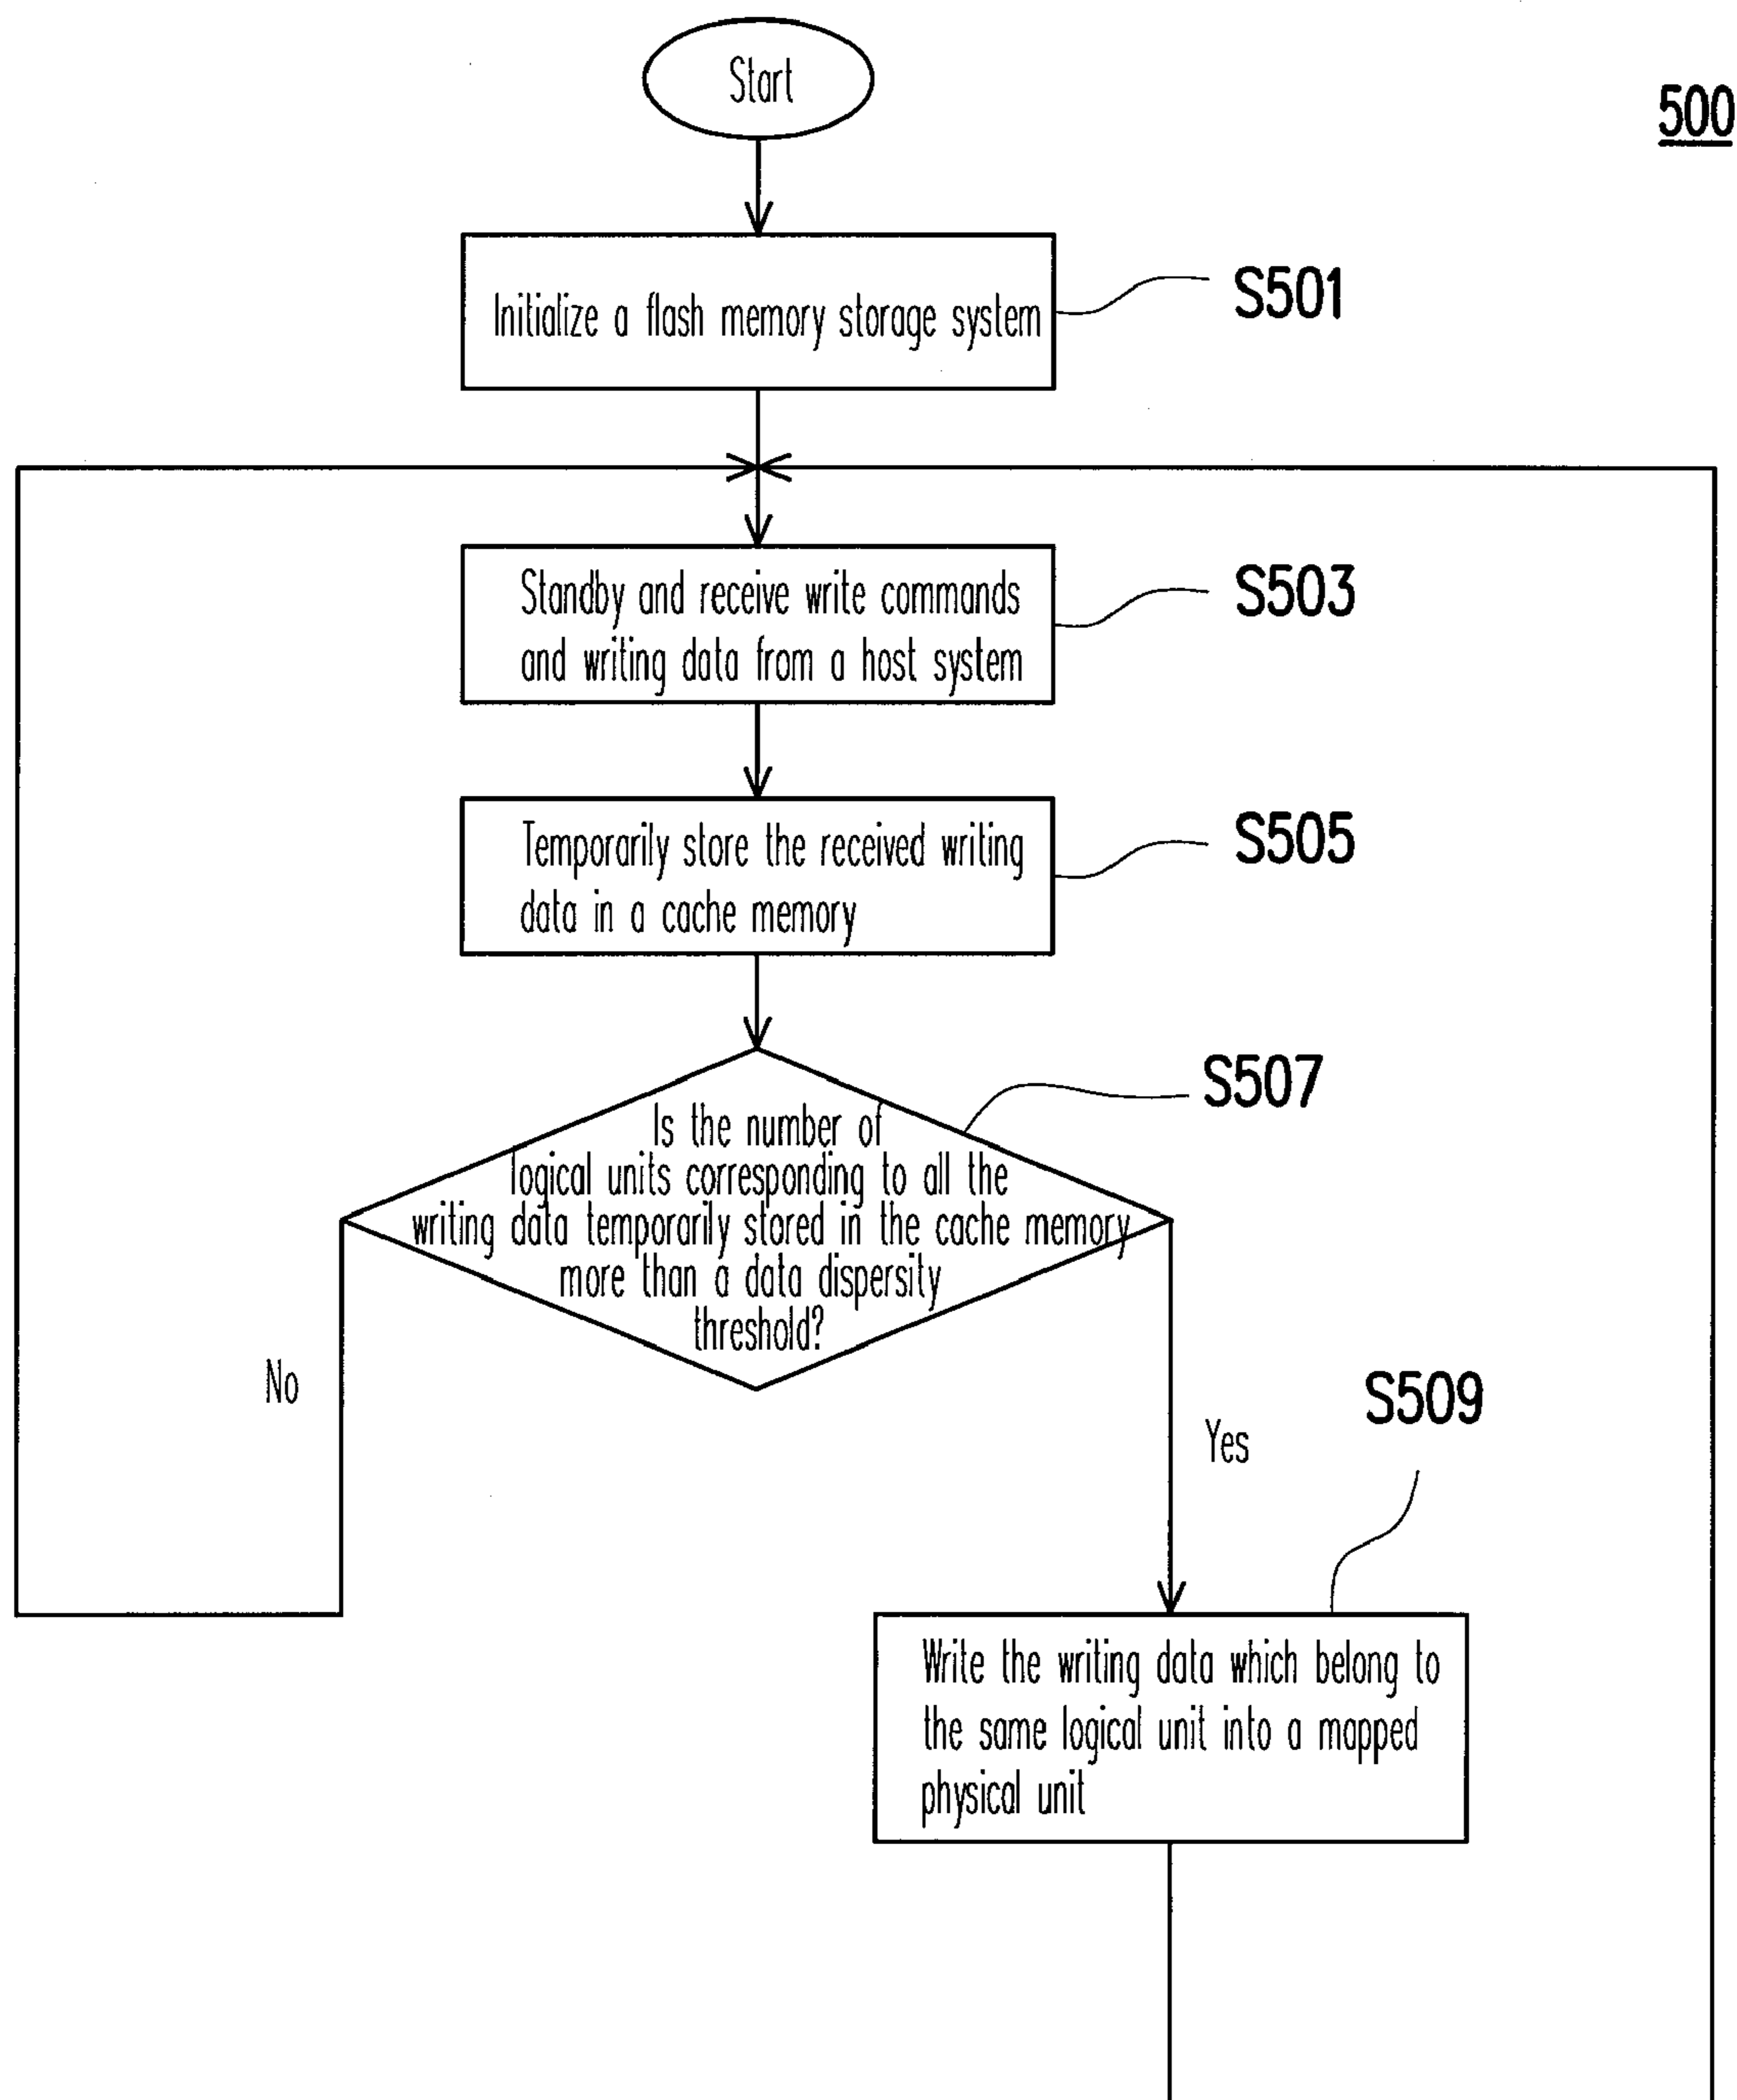 Start
500
Initialize a flash memory storage system
S501
Standby and receive write commands
and writing data from a host system
S503
Temporarily store the received writing
data in a cache memory
S505
Is the number of
logical units corresponding to all the
writing data temporarily stored in the cache memory
more than a data dispersity
threshold?
S507
No
Yes
S509
Write the writing data which belong to
the same logical unit into a mapped
physical unit